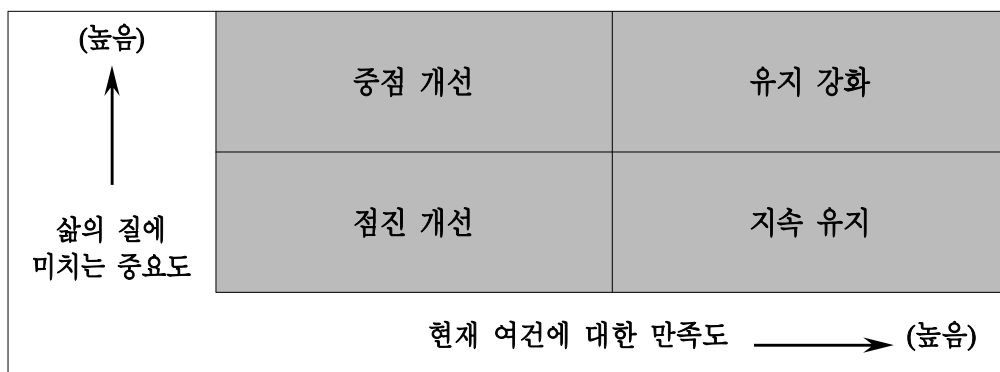 (높음)
중점 개선
유지 강화
삶의 질에
미치는 중요도
점진 개선
지속 유지
현재 여건에 대한 만족도
(높음)